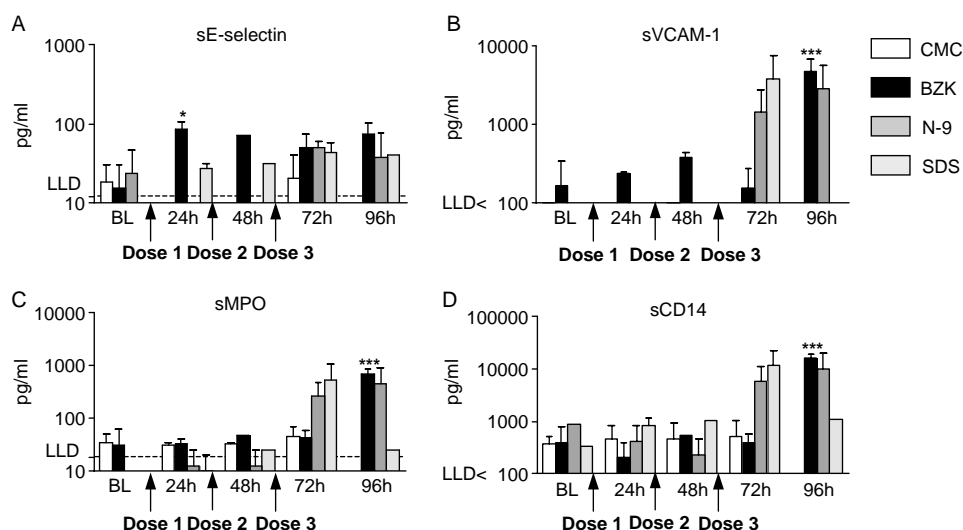 A
sE-selectin
1000
100
LLD
10
pg/ml
*
BL 24h 48h 72h 96h
Dose 1 Dose 2 Dose 3
B
sVCAM-1
10000
1000
LLD< 100
pg/ml
***
BL 24h 48h 72h 96h
Dose 1 Dose 2 Dose 3
CMC
BZK
N-9
SDS
C
sMPO
10000
1000
100
LLD
10
pg/ml
***
BL 24h 48h 72h 96h
Dose 1 Dose 2 Dose 3
D
sCD14
100000
10000
1000
LLD< 100
pg/ml
***
BL 24h 48h 72h 96h
Dose 1 Dose 2 Dose 3